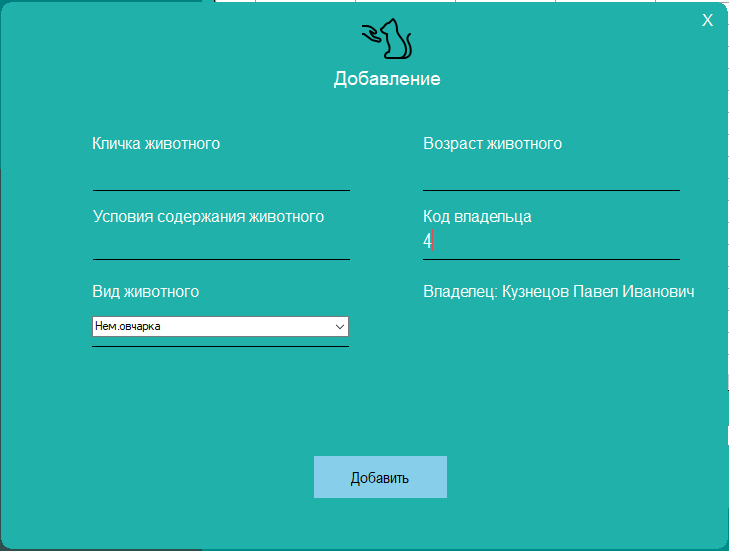 X
Добавление
Кличка животного
Возраст животного
Условия содержания животного
Код владельца
4
Вид животного
Владелец: Кузнецов Павел Иванович
Нем.овчарка
Добавить